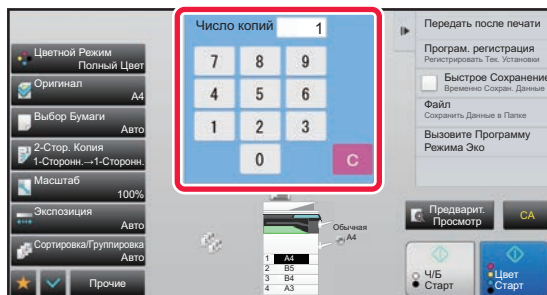 Число копий 1
7 8 9
4 5 6
1 2 3
0 C
Цветной Режим
Полный Цвет
Оригинал
A4
Выбор Бумаги
Авто
2-Стор. Копия
1-Сторонн.→1-Сторонн.
Масштаб
100%
Экспозиция
Авто
Сортировка/Группировка
Авто
Прочие
Обычная
A4
1 A4
2 B5
3 B4
4 A3
Передать после печати
Програм. регистрация
Регистрировать Тек. Установки
Быстрое Сохранение
Временно Сохран. Данные
Файл
Сохранить Данные в Папке
Вызовите Программу
Режима Эко
Предварит.
Просмотр
CA
Ч/Б
Старт
Цвет
Старт